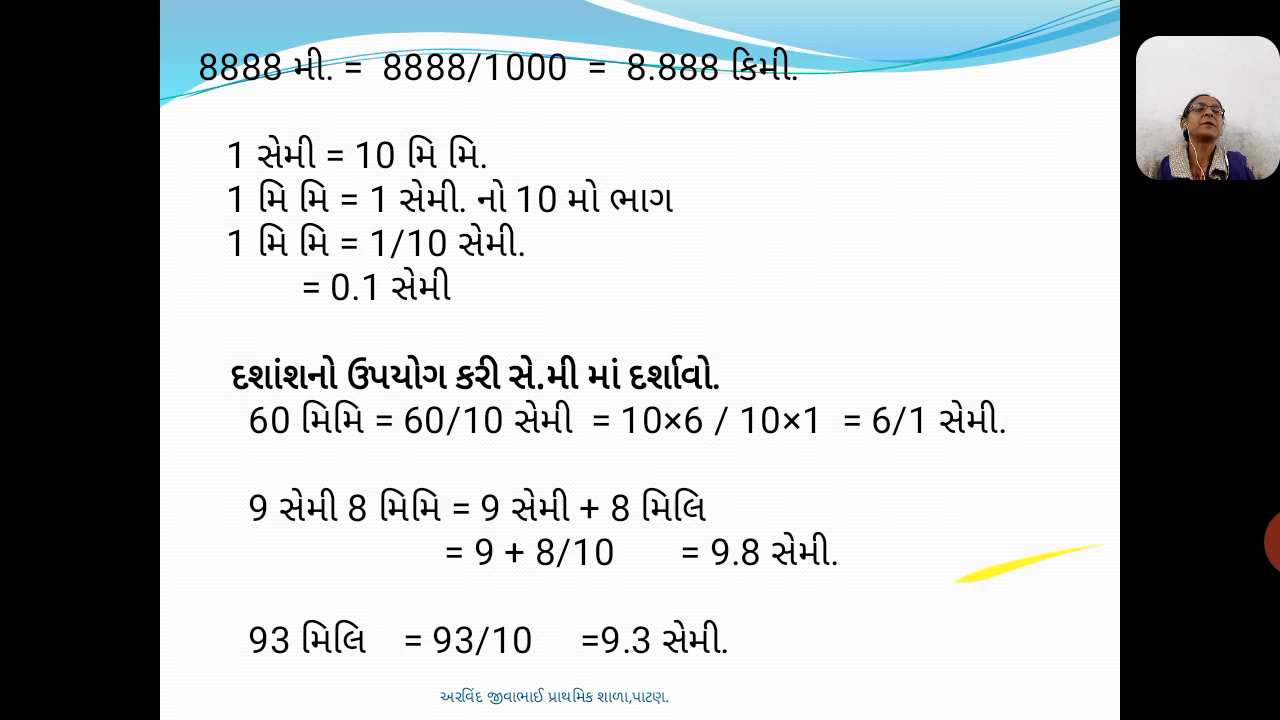 8888 મી. = 8888/1000 = 8.888 કિમી.
1 સેમી = 10 મિ મિ.
1 મિ મિ = 1 સેમી. નો 10 મો ભાગ
1 મિ મિ = 1/10 સેમી.
= 0.1 સેમી
દશાંશનો ઉપયોગ કરી સે.મી માં દર્શાવો.
60 મિમિ = 60/10 સેમી = 10×6 / 10×1 = 6/1 સેમી.
9 સેમી 8 મિમિ = 9 સેમી + 8 મિલિ
= 9 + 8/10 = 9.8 સેમી.
93 મિલિ = 93/10 =9.3 સેમી.
અરવિંદ જીવાભાઈ પ્રાથમિક શાળા,પાટણ.